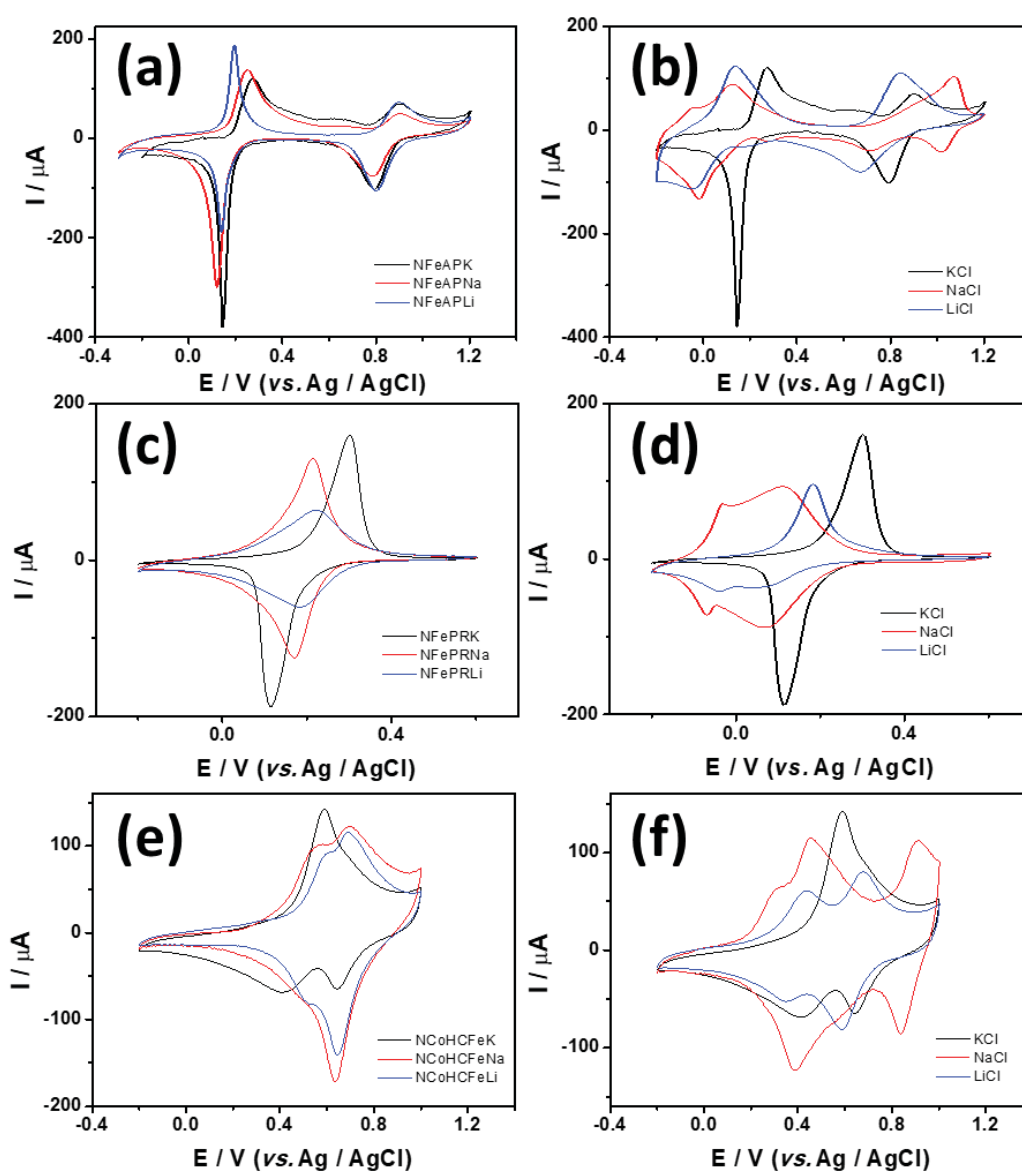 (a)
200
0
-200
-400
-0.4
0.0
0.4
0.8
1.2
I / μA
E / V (vs. Ag / AgCl)
NFeAPK
NFeAPNa
NFeAPLi
(b)
200
0
-200
-400
-0.4
0.0
0.4
0.8
1.2
I / μA
E / V (vs. Ag / AgCl)
KCl
NaCl
LiCl
(c)
200
0
-200
0.0
0.4
I / μA
E / V (vs. Ag / AgCl)
NFePRK
NFePRNa
NFePRLi
(d)
200
0
-200
0.0
0.4
I / μA
E / V (vs. Ag / AgCl)
KCl
NaCl
LiCl
(e)
100
0
-100
-200
-0.4
0.0
0.4
0.8
1.2
I / μA
E / V (vs. Ag / AgCl)
NCoHCFeK
NCoHCFeNa
NCoHCFeLi
(f)
100
0
-100
-0.4
0.0
0.4
0.8
1.2
I / μA
E / V (vs. Ag / AgCl)
KCl
NaCl
LiCl